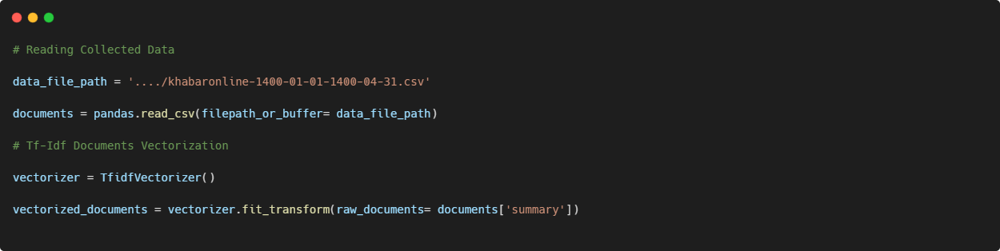 # Reading Collected Data
data_file_path = '..../khabaronline-1400-01-01-1400-04-31.csv'
documents = pandas.read_csv(filepath_or_buffer= data_file_path)
# Tf-Idf Documents Vectorization
vectorizer = TfidfVectorizer()
vectorized_documents = vectorizer.fit_transform(raw_documents= documents['summary'])